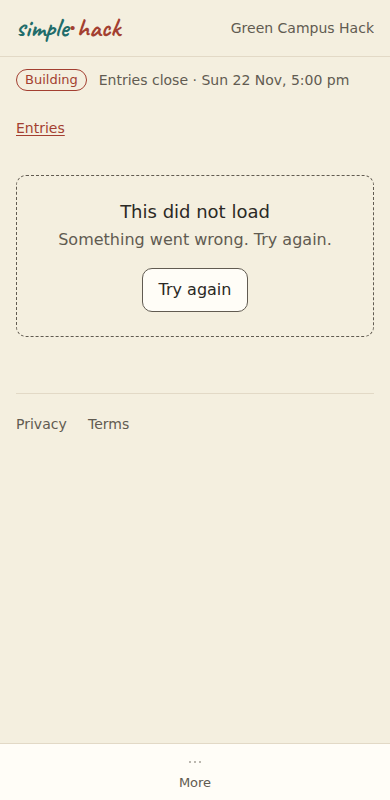 simple·hack
Green Campus Hack
Building
Entries close · Sun 22 Nov, 5:00 pm
Entries
This did not load
Something went wrong. Try again.
Try again
Privacy
Terms
···
More